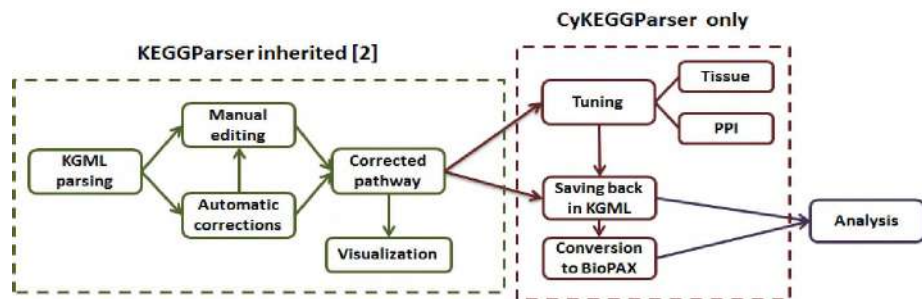 CyKEGGParser only
KEGGParser inherited [2]
Tissue
Tuning
Manual
editing
PPI
KGML
parsing
Corrected
pathway
Saving back
in KGML
Automatic
corrections
Analysis
Visualization
Conversion
to BioPAX